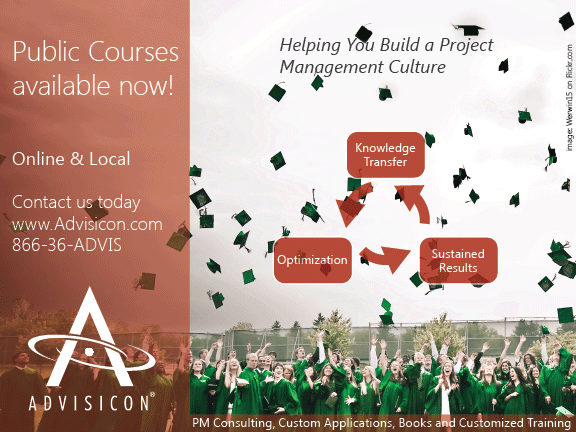 Public Courses
available now!
Online & Local
Contact us today
www.Advisicon.com
866-36-ADVIS
ADVISICON®
Helping You Build a Project
Management Culture
Knowledge
Transfer
Optimization
Sustained
Results
image: Werwin15 on Flickr.com
PM Consulting, Custom Applications, Books and Customized Training